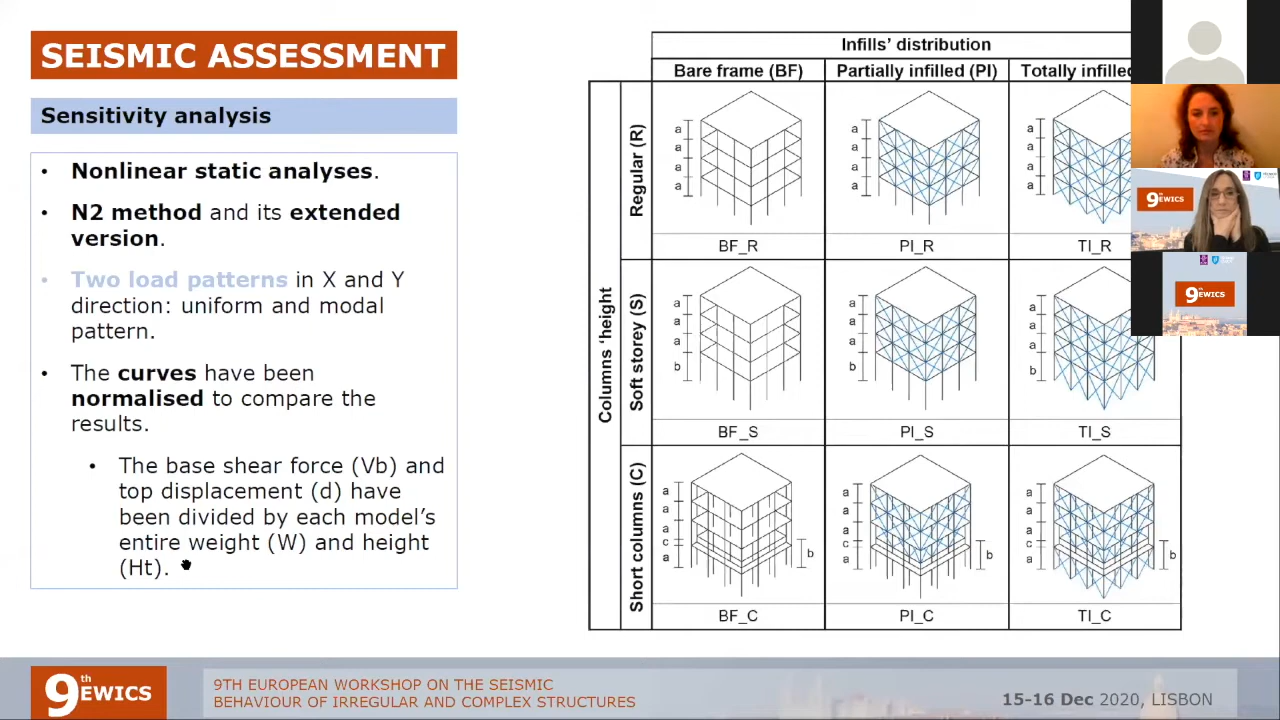 SEISMIC ASSESSMENT
Sensitivity analysis
• Nonlinear static analyses.
• N2 method and its extended
version.
• Two load patterns in X and Y
direction: uniform and modal
pattern.
• The curves have been
normalised to compare the
results.
• The base shear force (Vb) and
top displacement (d) have
been divided by each model's
entire weight (W) and height
(Ht).
Infills' distribution
Bare frame (BF)
Partially infilled (PI)
Totally infilled
Columns 'height
Regular (R)
a
a
a
a
BF_R
a
a
a
a
PI_R
a
a
a
a
TI_R
Soft storey (S)
a
a
a
b
BF_S
a
a
a
b
PI_S
a
a
a
b
TI_S
Short columns (C)
a
a
a
c
a
b
BF_C
a
a
a
c
a
b
PI_C
a
a
a
c
a
b
TI_C
9th EWICS
9th EWICS
9th EWICS
9TH EUROPEAN WORKSHOP ON THE SEISMIC
BEHAVIOUR OF IRREGULAR AND COMPLEX STRUCTURES
15-16 Dec 2020, LISBON